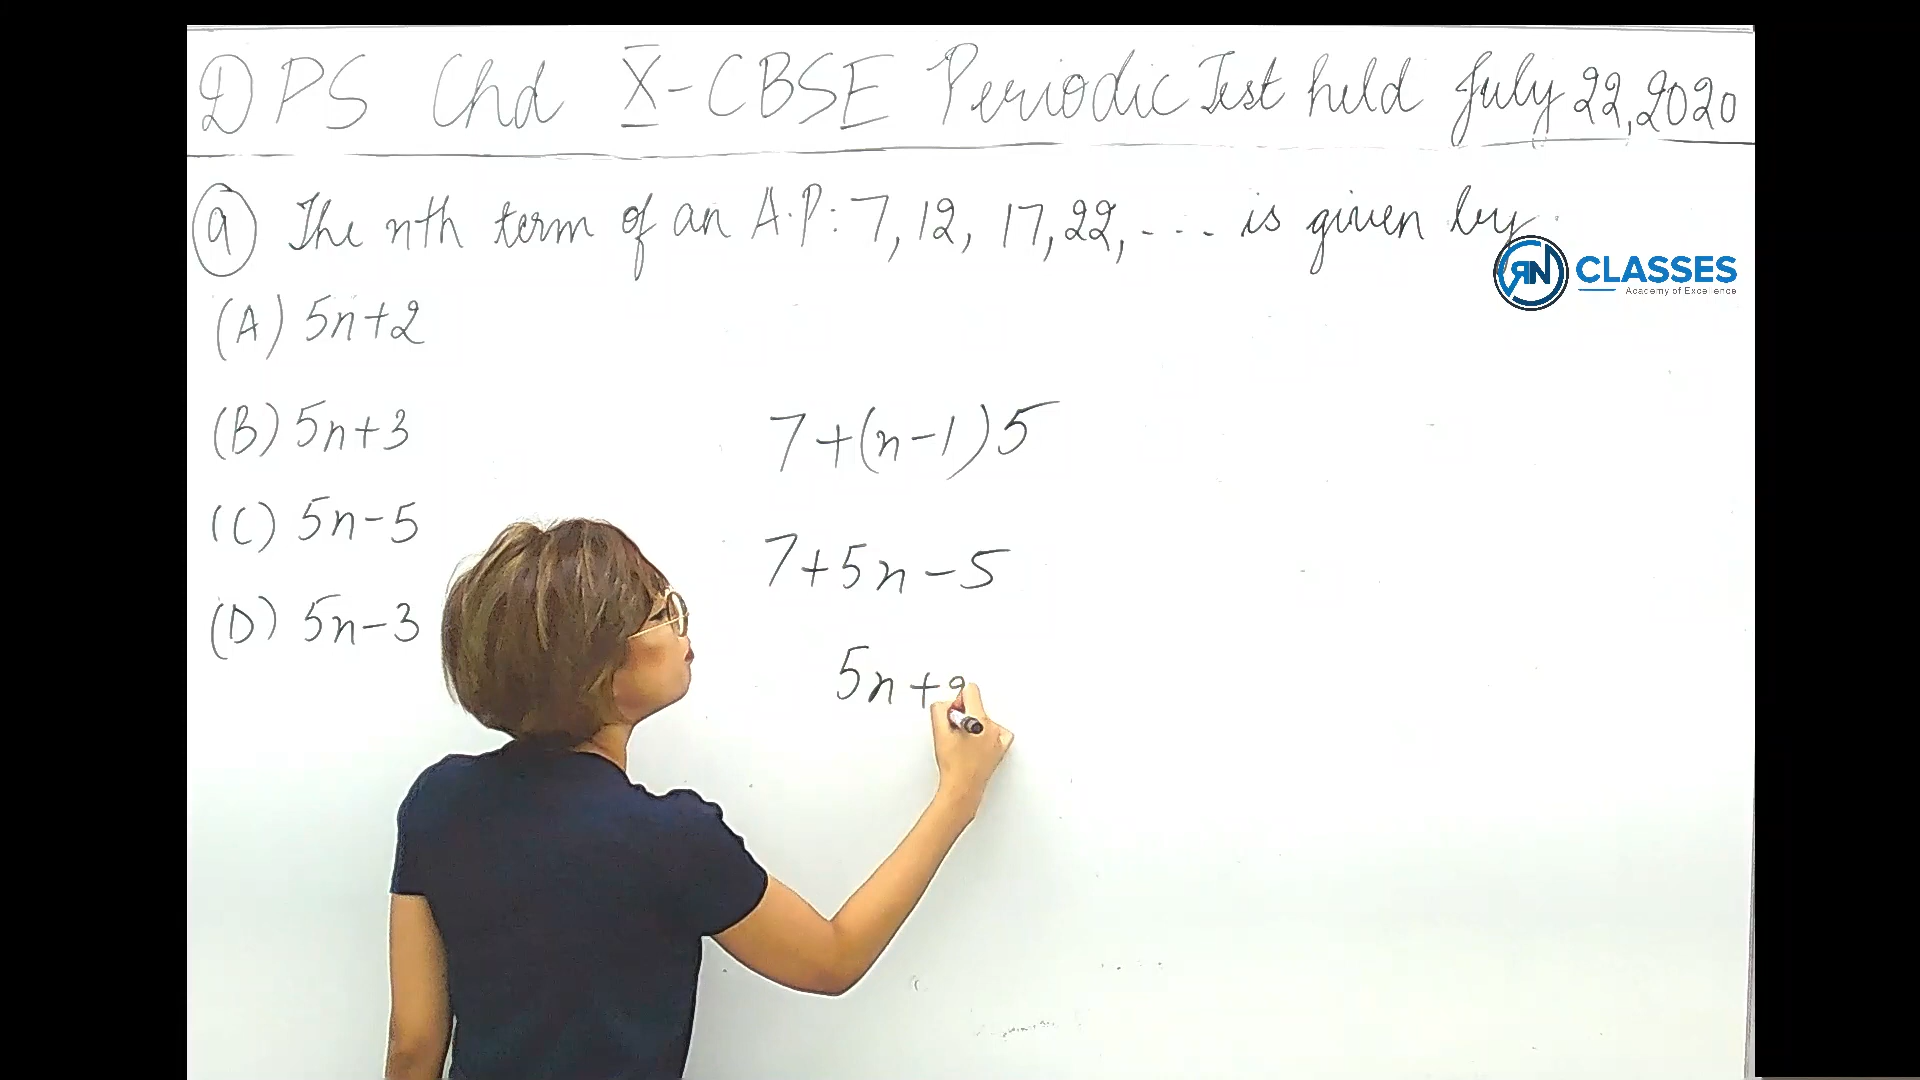 DPS Chd X-CBSE Periodic Test held July 22, 2020
(9) The nth term of an A.P: 7, 12, 17, 22, --- is given by:
RN CLASSES
Academy of Excellence
(A) 5n+2
(B) 5n+3
(C) 5n-5
(D) 5n-3
7+(n-1)5
7+5n-5
5n+2